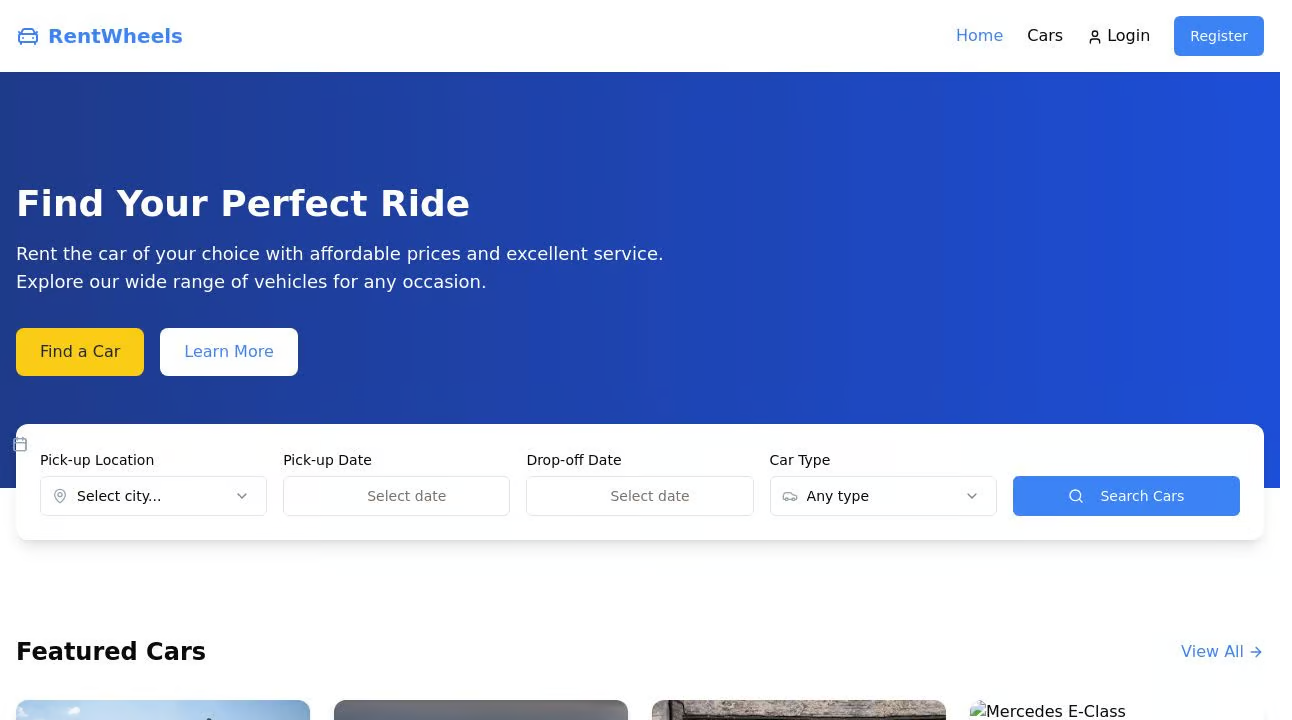 RentWheels
Home
Cars
Login
Register
Find Your Perfect Ride
Rent the car of your choice with affordable prices and excellent service.
Explore our wide range of vehicles for any occasion.
Find a Car
Learn More
Pick-up Location
Pick-up Date
Drop-off Date
Car Type
Select city...
Select date
Select date
Any type
Search Cars
Featured Cars
View All
Mercedes E-Class